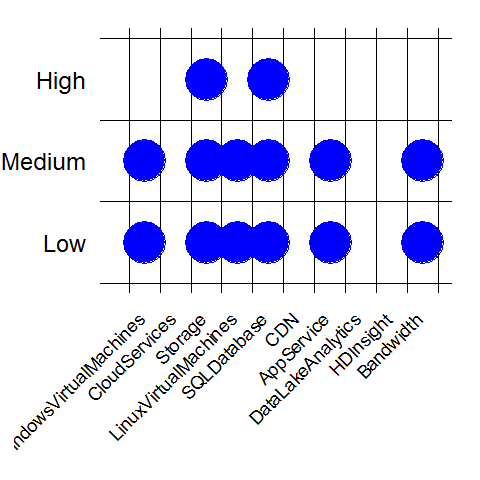 High
Medium
Low
ndowsVirtualMachines
CloudServices
Storage
LinuxVirtualMachines
SQLDatabase
CDN
AppService
DataLakeAnalytics
HDInsight
Bandwidth